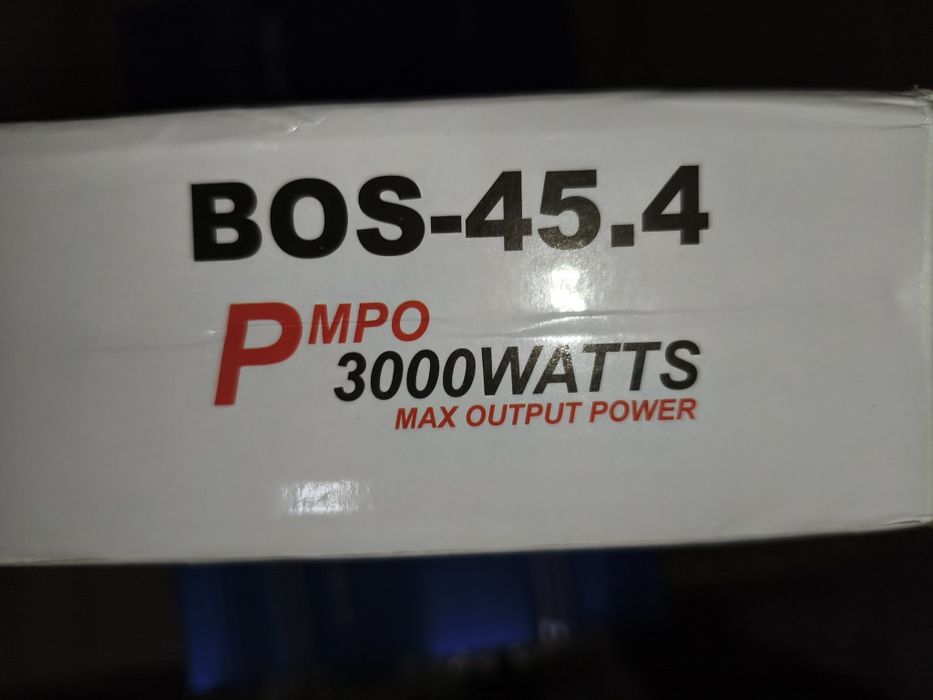 BOS-45.4
PMPO
3000WATTS
MAX OUTPUT POWER